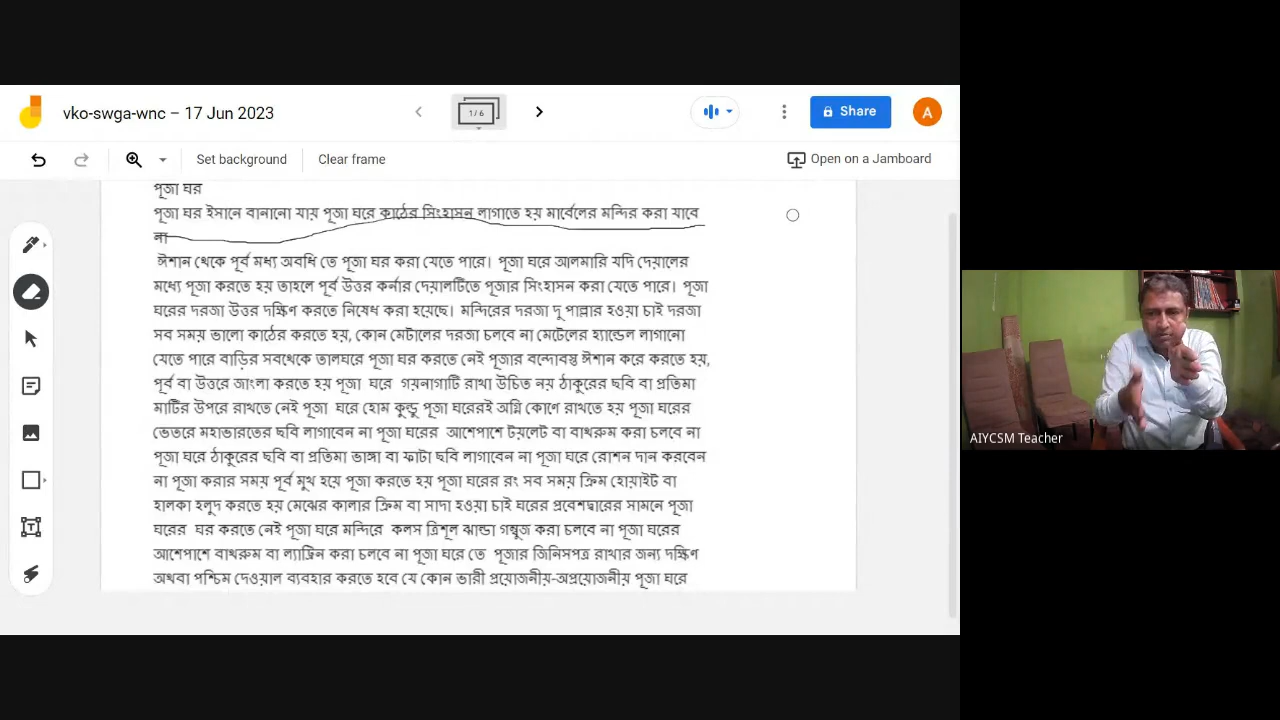 vko-swga-wnc – 17 Jun 2023
1/6
Share
A
Set background
Clear frame
Open on a Jamboard
পূজা ঘর
পূজা ঘর ইসানে বানানো যায় পূজা ঘরে কাঠের সিংহাসন লাগাতে হয় মার্বেলের মন্দির করা যাবে
না
ঈশান থেকে পূর্ব মধ্য অবধি তে পূজা ঘর করা যেতে পারে। পূজা ঘরে আলমারি যদি দেয়ালের
মধ্যে পূজা করতে হয় তাহলে পূর্ব উত্তর কর্নার দেয়ালটিতে পূজার সিংহাসন করা যেতে পারে। পূজা
ঘরের দরজা উত্তর দক্ষিণ করতে নিষেধ করা হয়েছে। মন্দিরের দরজা দু পাল্লার হওয়া চাই দরজা
সব সময় ভালো কাঠের করতে হয়, কোন মেটালের দরজা চলবে না মেটেলের হ্যান্ডেল লাগানো
যেতে পারে বাড়ির সবথেকে তালঘরে পূজা ঘর করতে নেই পূজার বন্দোবস্ত ঈশান করে করতে হয়,
পূর্ব বা উত্তরে জাংলা করতে হয় পূজা ঘরে গয়নাগাটি রাখা উচিত নয় ঠাকুরের ছবি বা প্রতিমা
মাটির উপরে রাখতে নেই পূজা ঘরে হোম কুন্ডু পূজা ঘরেরই অগ্নি কোণে রাখতে হয় পূজা ঘরের
ভেতরে মহাভারতের ছবি লাগাবেন না পূজা ঘরের আশেপাশে টয়লেট বা বাথরুম করা চলবে না
পূজা ঘরে ঠাকুরের ছবি বা প্রতিমা ভাঙ্গা বা ফাটা ছবি লাগাবেন না পূজা ঘরে রোশন দান করবেন
না পূজা করার সময় পূর্ব মুখ হয়ে পূজা করতে হয় পূজা ঘরের রং সব সময় ক্রিম হোয়াইট বা
হালকা হলুদ করতে হয় মেঝের কালার ক্রিম বা সাদা হওয়া চাই ঘরের প্রবেশদ্বারের সামনে পূজা
ঘরের ঘর করতে নেই পূজা ঘরে মন্দিরে কলস ত্রিশূল ঝান্ডা গম্বুজ করা চলবে না পূজা ঘরের
আশেপাশে বাথরুম বা ল্যাট্রিন করা চলবে না পূজা ঘরে তে পূজার জিনিসপত্র রাখার জন্য দক্ষিণ
অথবা পশ্চিম দেওয়াল ব্যবহার করতে হবে যে কোন ভারী প্রয়োজনীয়-অপ্রয়োজনীয় পূজা ঘরে
AIYCSM Teacher